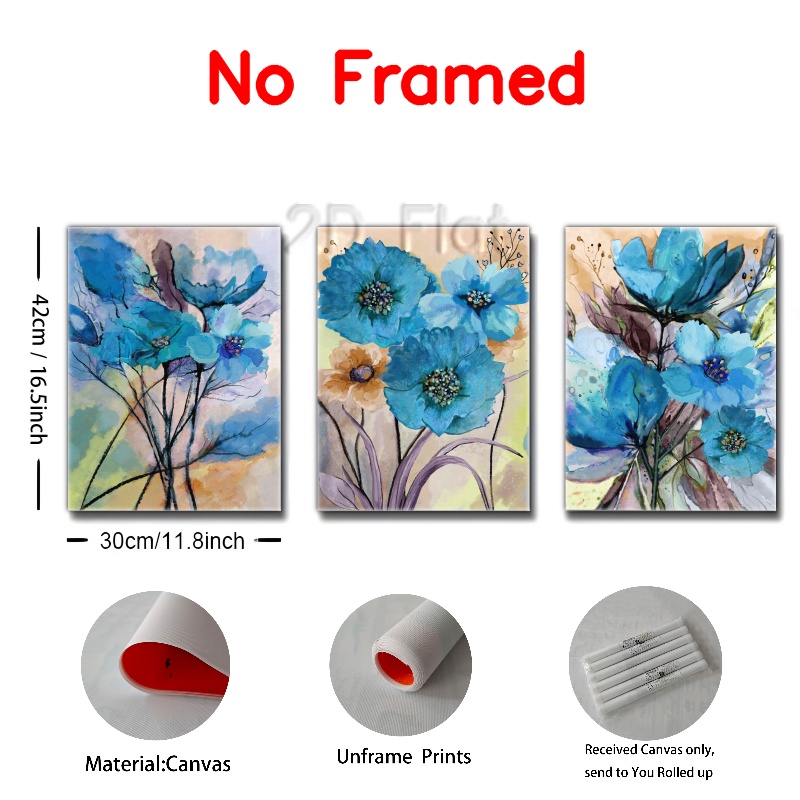 No Framed
2D Flat
42cm / 16.5inch
30cm/11.8inch
Material:Canvas
Unframe Prints
Received Canvas only,
send to You Rolled up